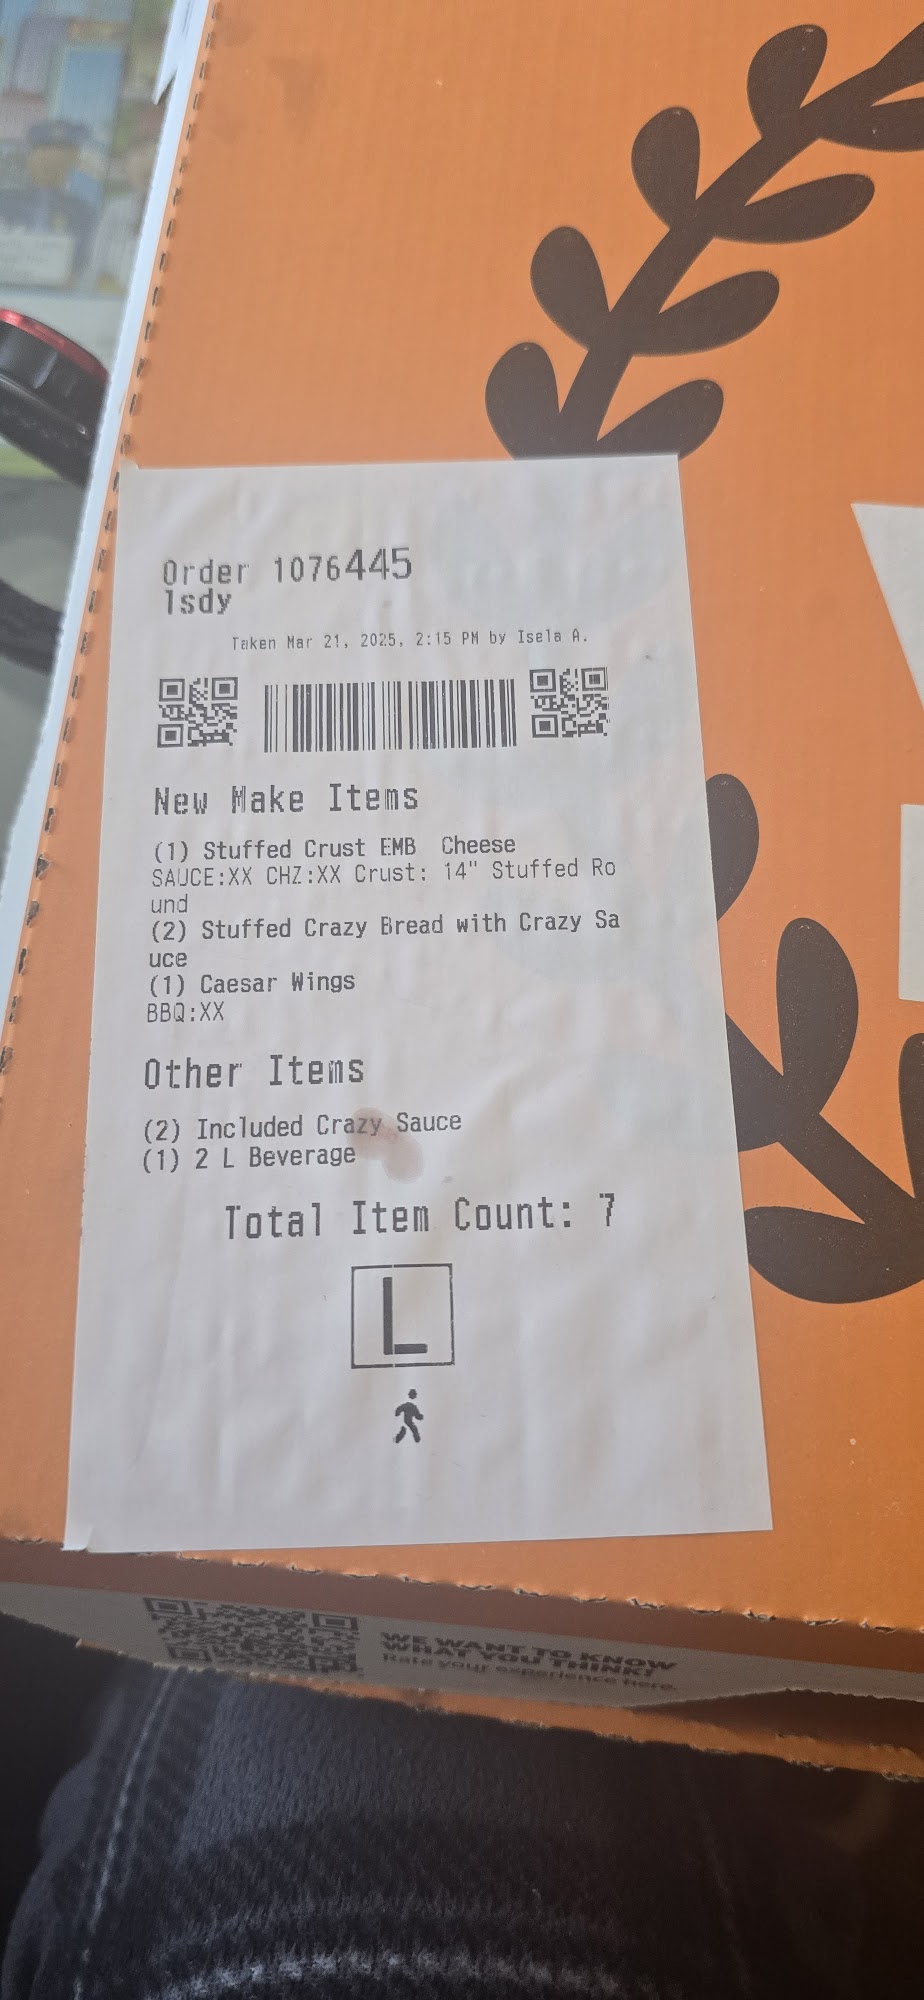 Order 1076445
lsdy
Taken Mar 21, 2025, 2:15 PM by Isela A.
New Make Items
(1) Stuffed Crust EMB  Cheese
SAUCE:XX CHZ:XX Crust: 14" Stuffed Ro
und
(2) Stuffed Crazy Bread with Crazy Sa
uce
(1) Caesar Wings
BBQ:XX
Other Items
(2) Included Crazy Sauce
(1) 2 L Beverage
Total Item Count: 7
L
WE WANT TO KNOW
WHAT YOU THINK!
Rate your experience here.